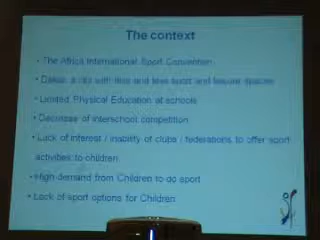 The context
• The Africa International Sport Convention
• Dakar: a city with less and less sport and leisure spaces
• Limited Physical Education at schools
• Decrease of interschool competition
• Lack of interest / inability of clubs / federations to offer sport
activities to children
• High demand from Children to do sport
• Lack of sport options for Children